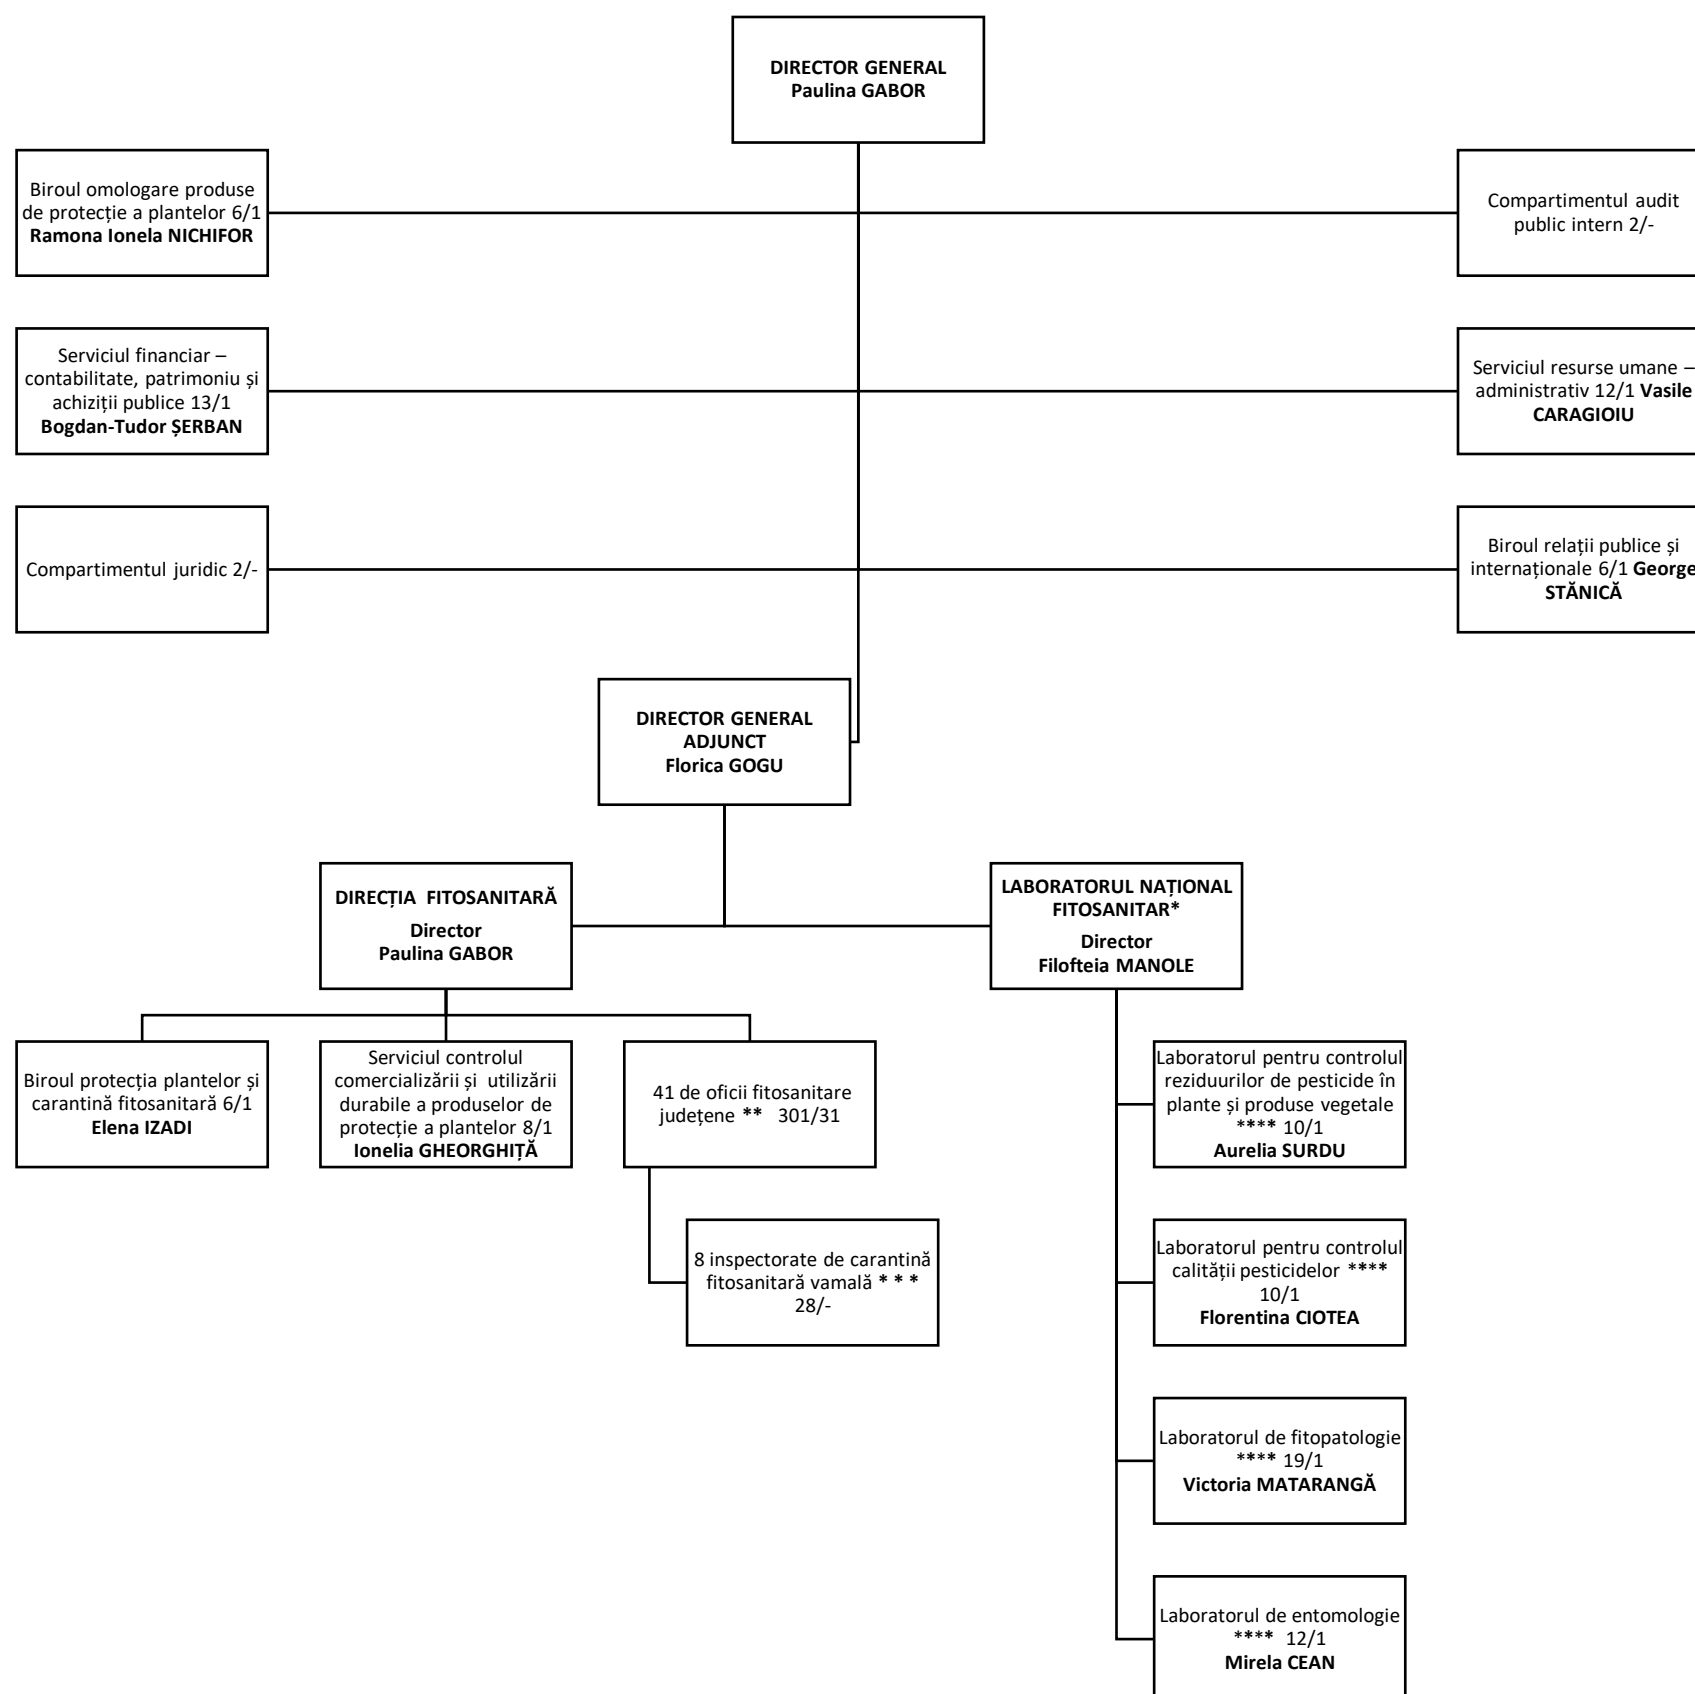 DIRECTOR GENERAL
Paulina GABOR
Biroul omologare produse
de protecție a plantelor 6/1
Ramona Ionela NICHIFOR
Compartimentul audit
public intern 2/-
Serviciul financiar –
contabilitate, patrimoniu și
achiziții publice 13/1
Bogdan-Tudor ȘERBAN
Serviciul resurse umane –
administrativ 12/1 Vasile
CARAGIOIU
Compartimentul juridic 2/-
Biroul relații publice și
internaționale 6/1 George
STĂNICĂ
DIRECTOR GENERAL
ADJUNCT
Florica GOGU
DIRECȚIA FITOSANITARĂ
Director
Paulina GABOR
LABORATORUL NAȚIONAL
FITOSANITAR*
Director
Filofteia MANOLE
Biroul protecția plantelor și
carantină fitosanitară 6/1
Elena IZADI
Serviciul controlul
comercializării și utilizării
durabile a produselor de
protecție a plantelor 8/1
Ionelia GHEORGHIȚĂ
41 de oficii fitosanitare
județene ** 301/31
8 inspectorate de carantină
fitosanitară vamală * * *
28/-
Laboratorul pentru controlul
reziduurilor de pesticide în
plante și produse vegetale
**** 10/1
Aurelia SURDU
Laboratorul pentru controlul
calității pesticidelor ****
10/1
Florentina CIOTEA
Laboratorul de fitopatologie
**** 19/1
Victoria MATARANGĂ
Laboratorul de entomologie
**** 12/1
Mirela CEAN